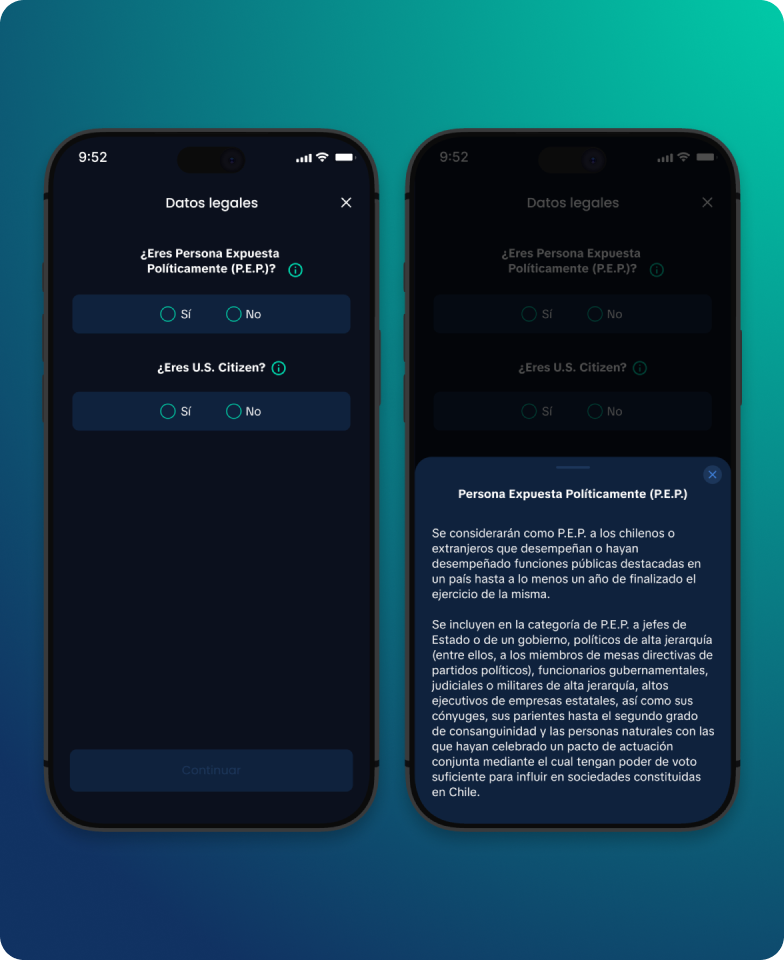 9:52
Datos legales
¿Eres Persona Expuesta
Políticamente (P.E.P.)?
Sí No
¿Eres U.S. Citizen?
Sí No
Continuar
9:52
Datos legales
¿Eres Persona Expuesta
Políticamente (P.E.P.)?
Sí No
¿Eres U.S. Citizen?
Sí No
Persona Expuesta Políticamente (P.E.P.)
Se considerarán como P.E.P. a los chilenos o
extranjeros que desempeñan o hayan
desempeñado funciones públicas destacadas en
un país hasta a lo menos un año de finalizado el
ejercicio de la misma.
Se incluyen en la categoría de P.E.P. a jefes de
Estado o de un gobierno, políticos de alta jerarquía
(entre ellos, a los miembros de mesas directivas de
partidos políticos), funcionarios gubernamentales,
judiciales o militares de alta jerarquía, altos
ejecutivos de empresas estatales, así como sus
cónyuges, sus parientes hasta el segundo grado
de consanguinidad y las personas naturales con las
que hayan celebrado un pacto de actuación
conjunta mediante el cual tengan poder de voto
suficiente para influir en sociedades constituidas
en Chile.